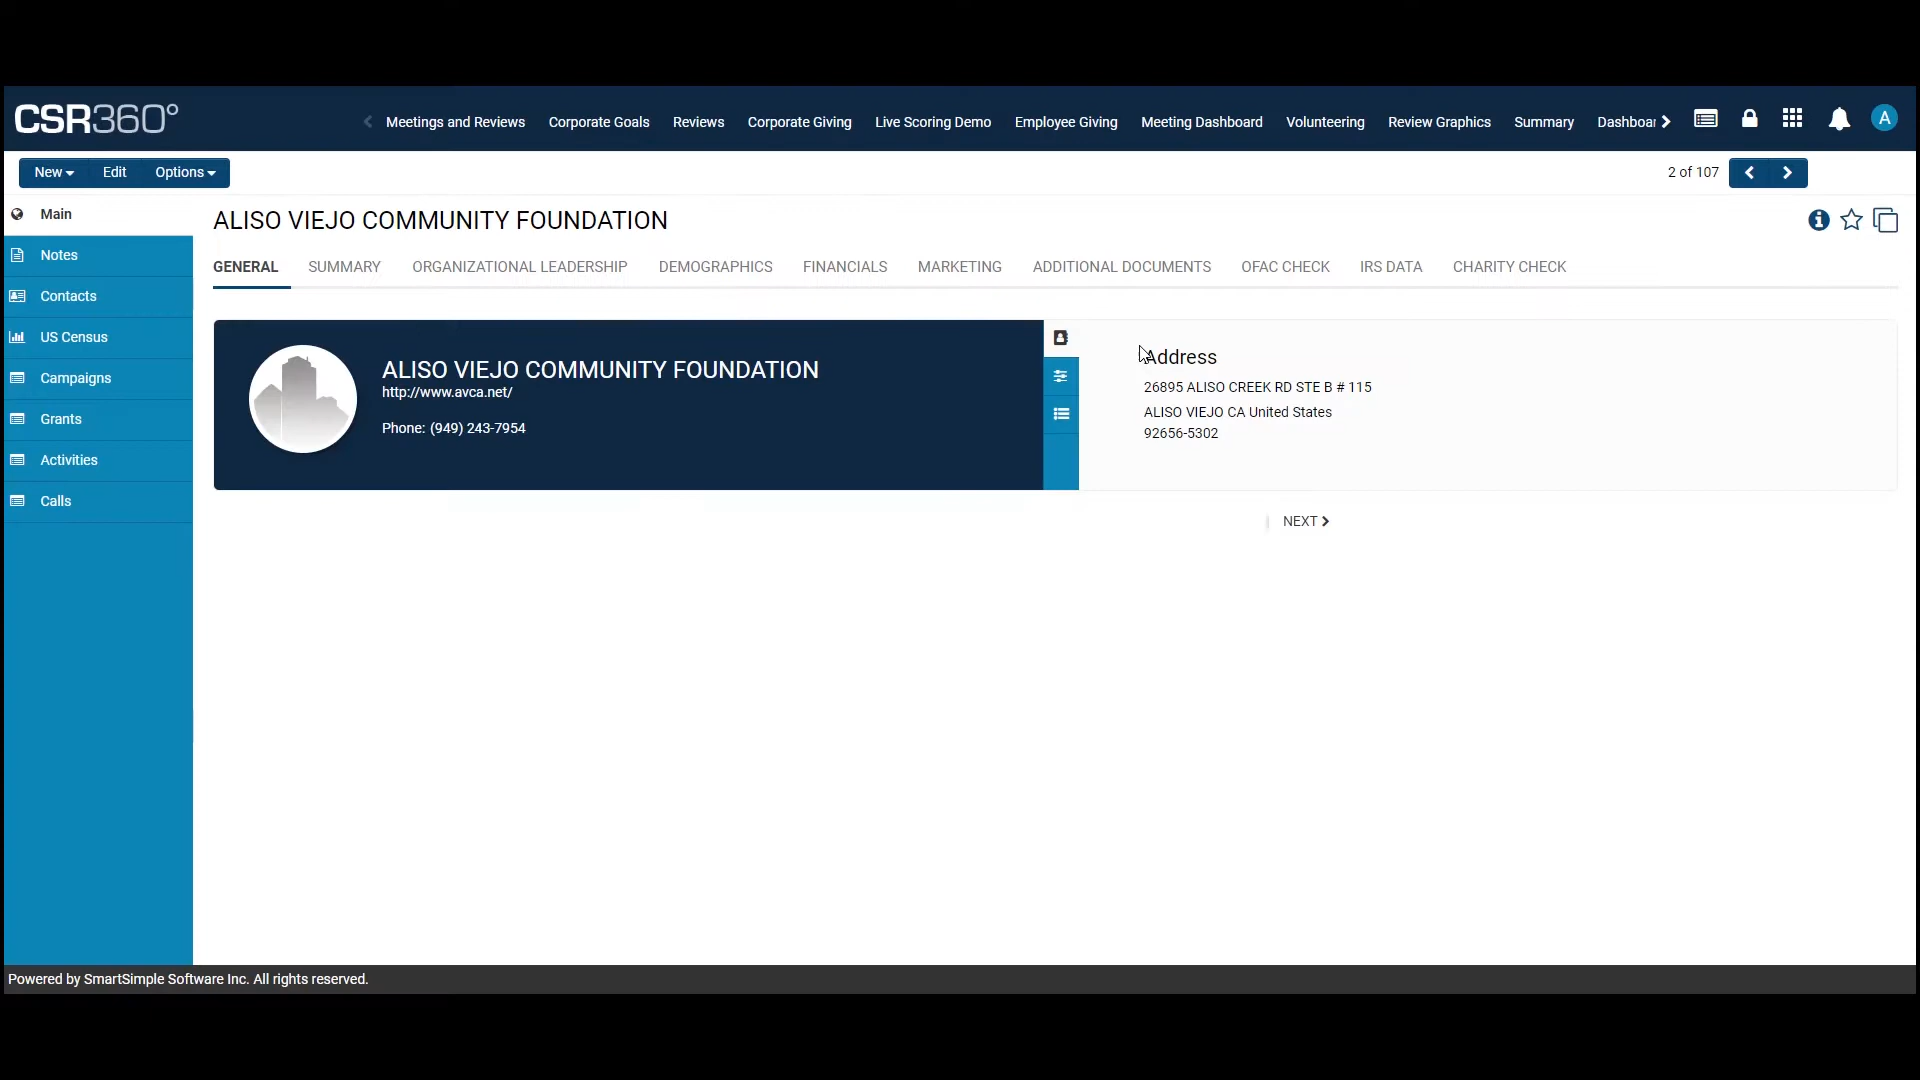 CSR360°
Meetings and Reviews
Corporate Goals
Reviews
Corporate Giving
Live Scoring Demo
Employee Giving
Meeting Dashboard
Volunteering
Review Graphics
Summary
Dashboar
A
New
Edit
Options
2 of 107
Main
Notes
Contacts
US Census
Campaigns
Grants
Activities
Calls
ALISO VIEJO COMMUNITY FOUNDATION
GENERAL
SUMMARY
ORGANIZATIONAL LEADERSHIP
DEMOGRAPHICS
FINANCIALS
MARKETING
ADDITIONAL DOCUMENTS
OFAC CHECK
IRS DATA
CHARITY CHECK
ALISO VIEJO COMMUNITY FOUNDATION
http://www.avca.net/
Phone: (949) 243-7954
Address
26895 ALISO CREEK RD STE B # 115
ALISO VIEJO CA United States
92656-5302
NEXT
Powered by SmartSimple Software Inc. All rights reserved.